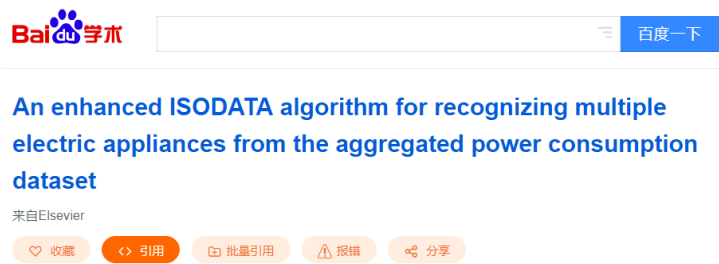 Bai du 学术
百度一下
An enhanced ISODATA algorithm for recognizing multiple
electric appliances from the aggregated power consumption
dataset
来自Elsevier
收藏 <> 引用 批量引用 报错 分享